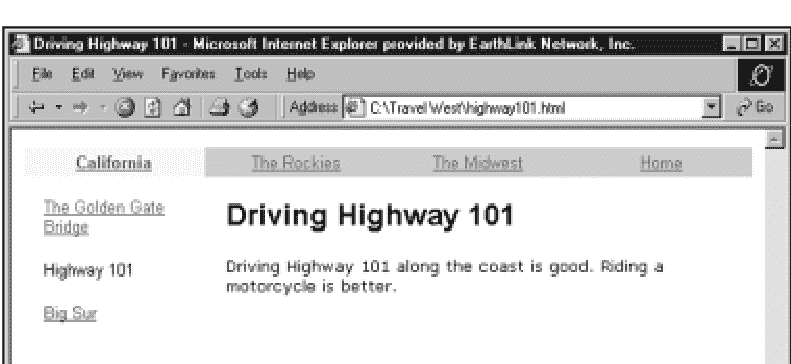 Driving Highway 101 - Microsoft Internet Explorer provided by EarthLink Network, Inc.
File Edit View Favorites Tools Help
Address C:\Travel West\highway101.html Go
California The Rockies The Midwest Home
The Golden Gate
Bridge
Highway 101
Big Sur
Driving Highway 101
Driving Highway 101 along the coast is good. Riding a
motorcycle is better.